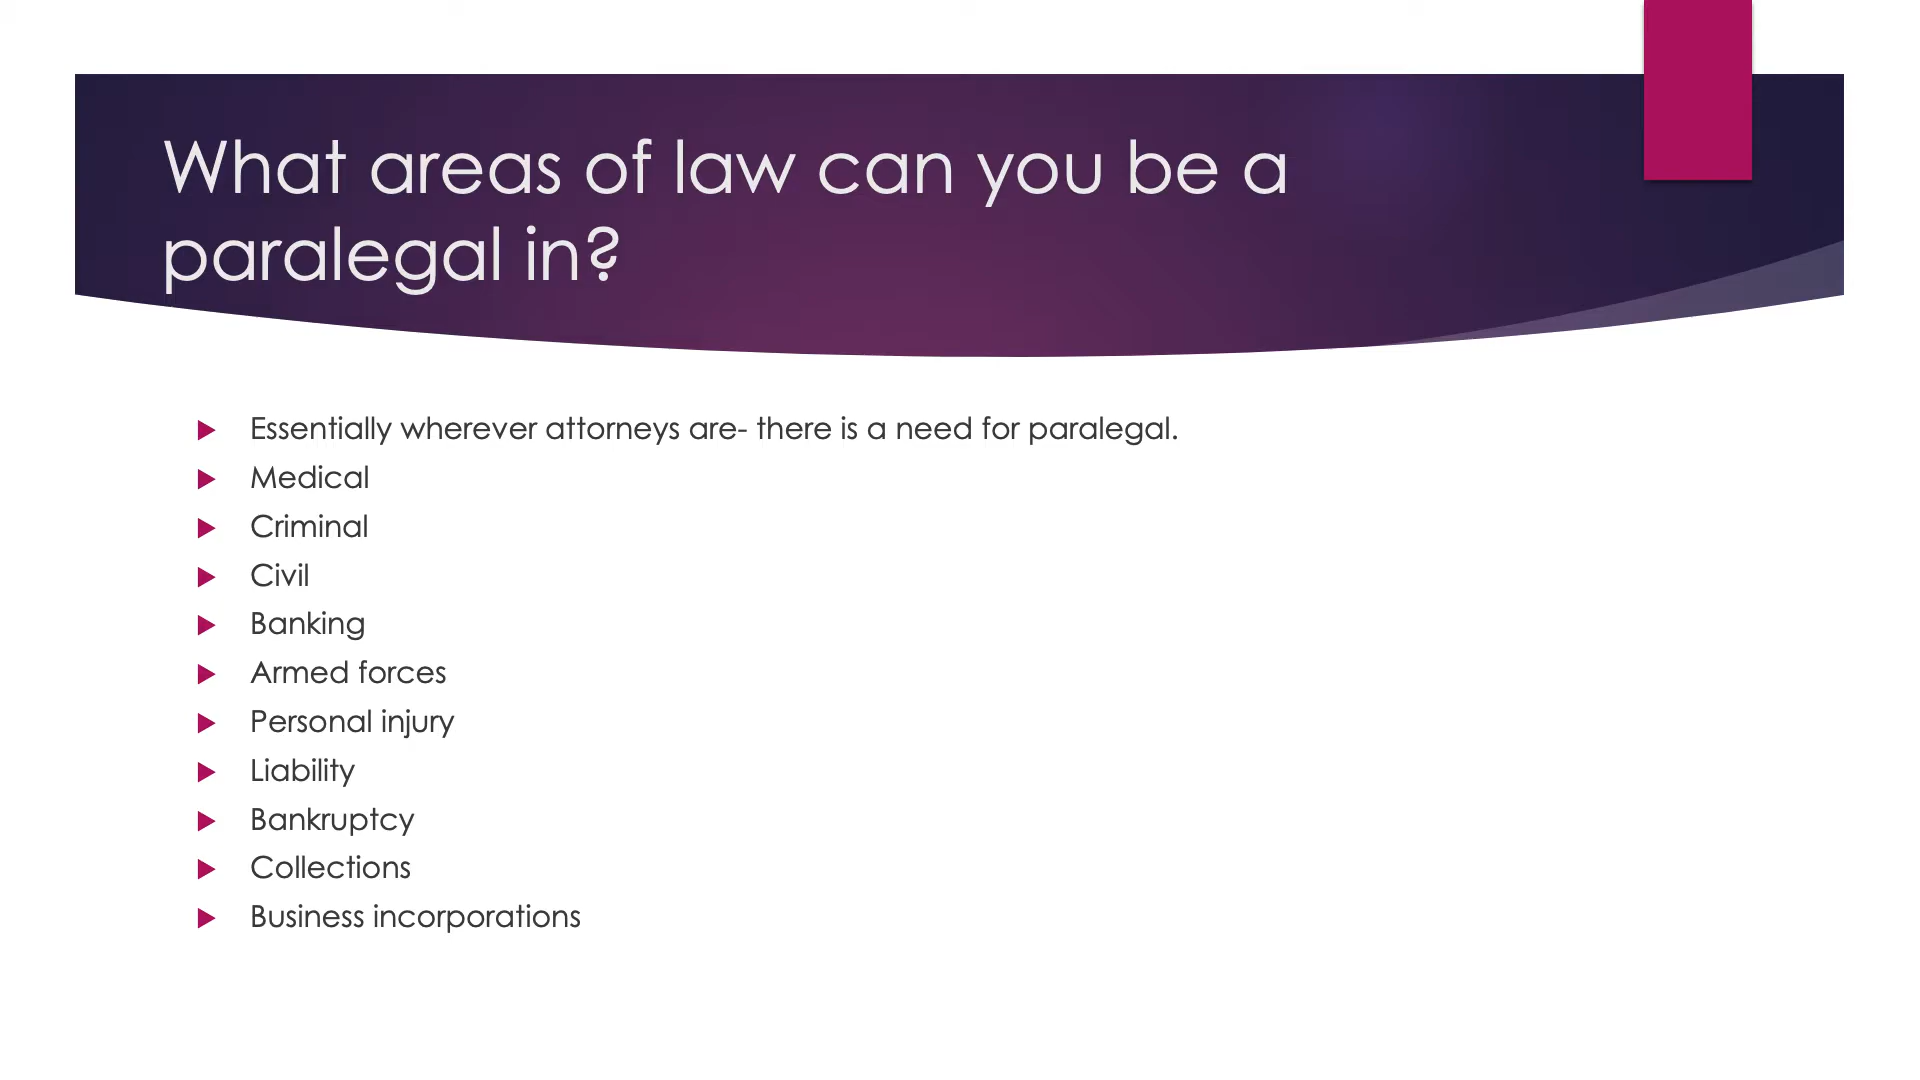 What areas of law can you be a
paralegal in?
Essentially wherever attorneys are- there is a need for paralegal.
Medical
Criminal
Civil
Banking
Armed forces
Personal injury
Liability
Bankruptcy
Collections
Business incorporations